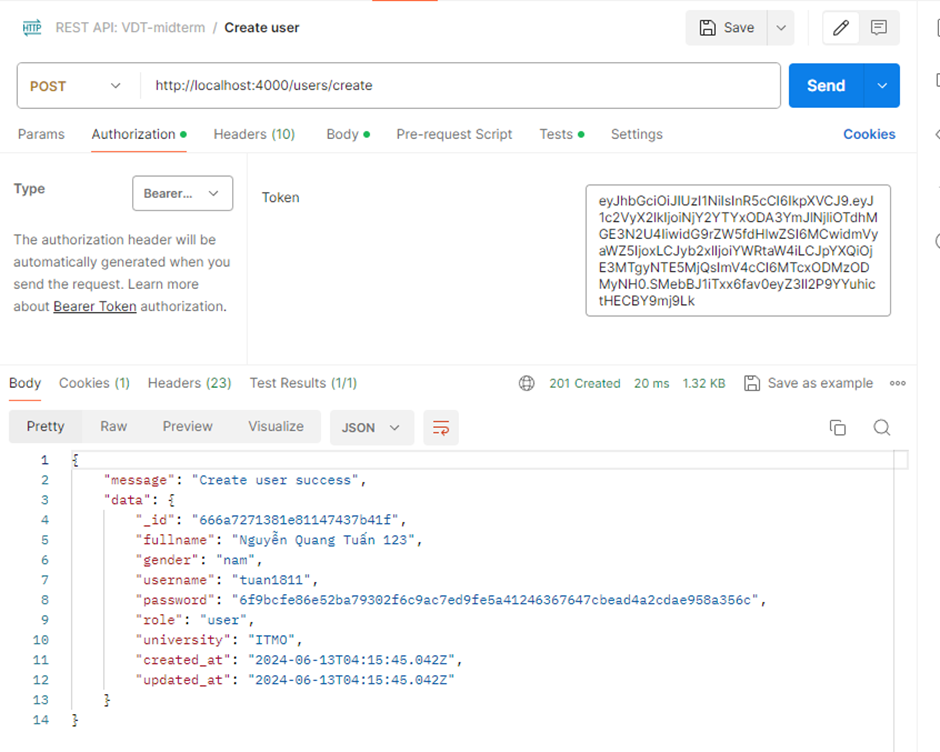 HTTP REST API: VDT-midterm / Create user Save
POST http://localhost:4000/users/create Send
Params Authorization Headers (10) Body Pre-request Script Tests Settings Cookies
Type Bearer... Token
The authorization header will be
automatically generated when you
send the request. Learn more
about Bearer Token authorization.
eyJhbGciOiJIUzI1NiIsInR5cCI6IkpXVCJ9.eyJ
E3MTgyNTE5MjQsImV4cCI6MTcxODMzOD
Body Cookies (1) Headers (23) Test Results (1/1) 201 Created 20 ms 1.32 KB Save as example
Pretty Raw Preview Visualize JSON
1 {
2 "message": "Create user success",
3 "data": {
4 "_id": "666a7271381e81147437b41f",
5 "fullname": "Nguyễn Quang Tuấn 123",
6 "gender": "nam",
7 "username": "tuan1811",
8 "password": "6f9bcfe86e52ba79302f6c9ac7ed9fe5a41246367647cbead4a2cdae958a356c",
9 "role": "user",
10 "university": "ITMO",
11 "created_at": "2024-06-13T04:15:45.042Z",
12 "updated_at": "2024-06-13T04:15:45.042Z"
13 }
14 }